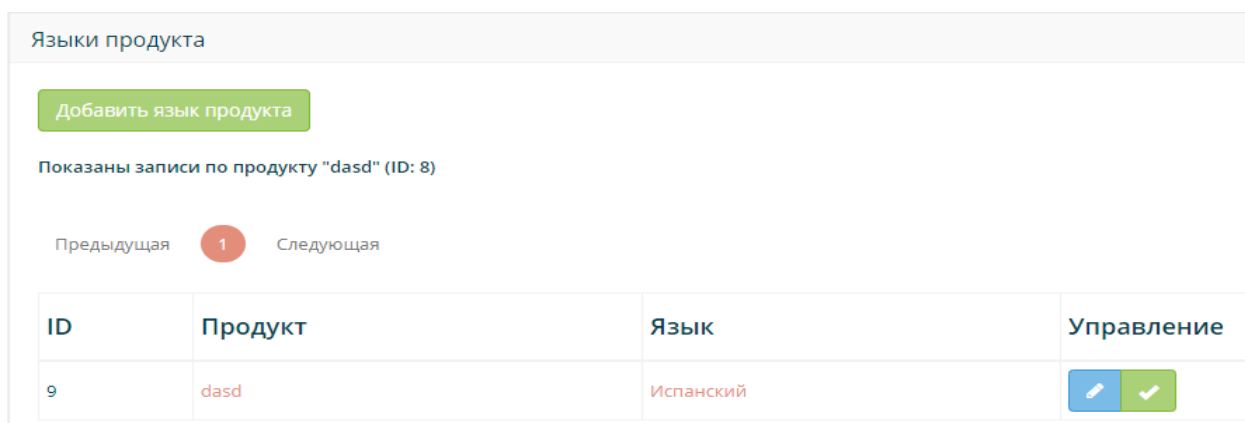 Языки продукта
Добавить язык продукта
Показаны записи по продукту "dasd" (ID: 8)
Предыдущая 1 Следующая
ID Продукт Язык Управление
9 dasd Испанский